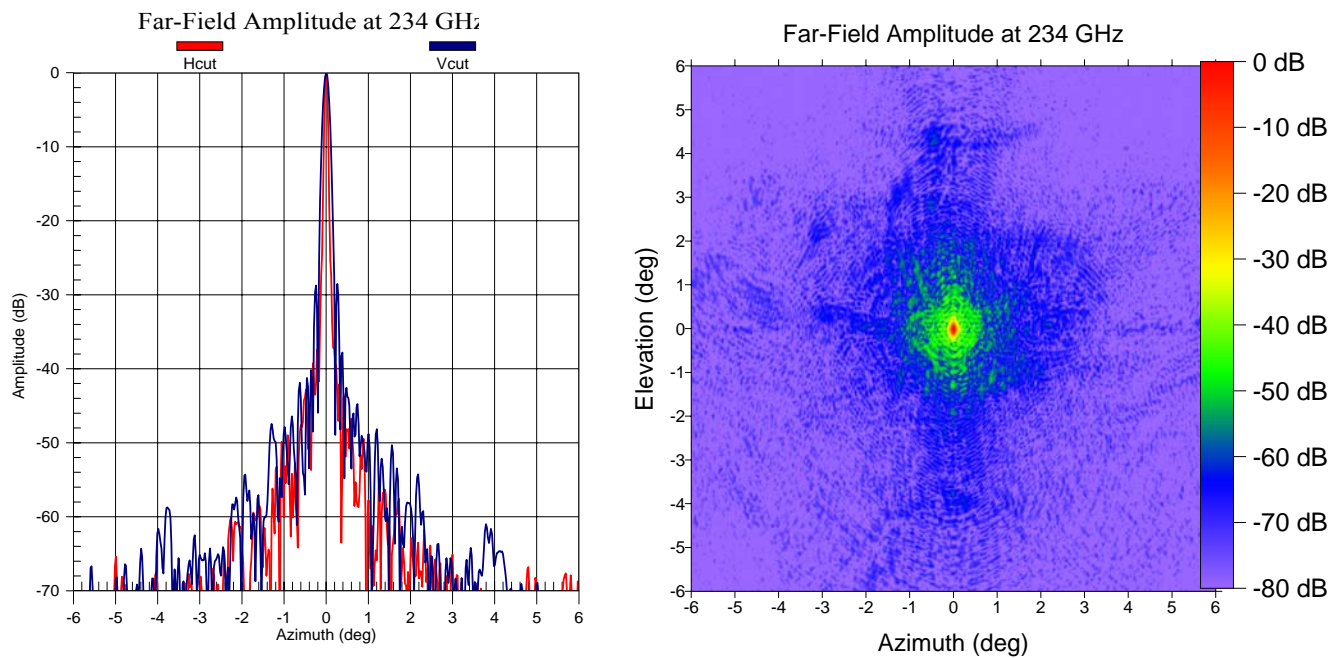 Far-Field Amplitude at 234 GHz
Hcut
Vcut
0
-10
-20
-30
-40
-50
-60
-70
Amplitude (dB)
-6 -5 -4 -3 -2 -1 0 1 2 3 4 5 6
Azimuth (deg)
Far-Field Amplitude at 234 GHz
6
5
4
3
2
1
0
-1
-2
-3
-4
-5
-6
Elevation (deg)
-6 -5 -4 -3 -2 -1 0 1 2 3 4 5 6
Azimuth (deg)
0 dB
-10 dB
-20 dB
-30 dB
-40 dB
-50 dB
-60 dB
-70 dB
-80 dB